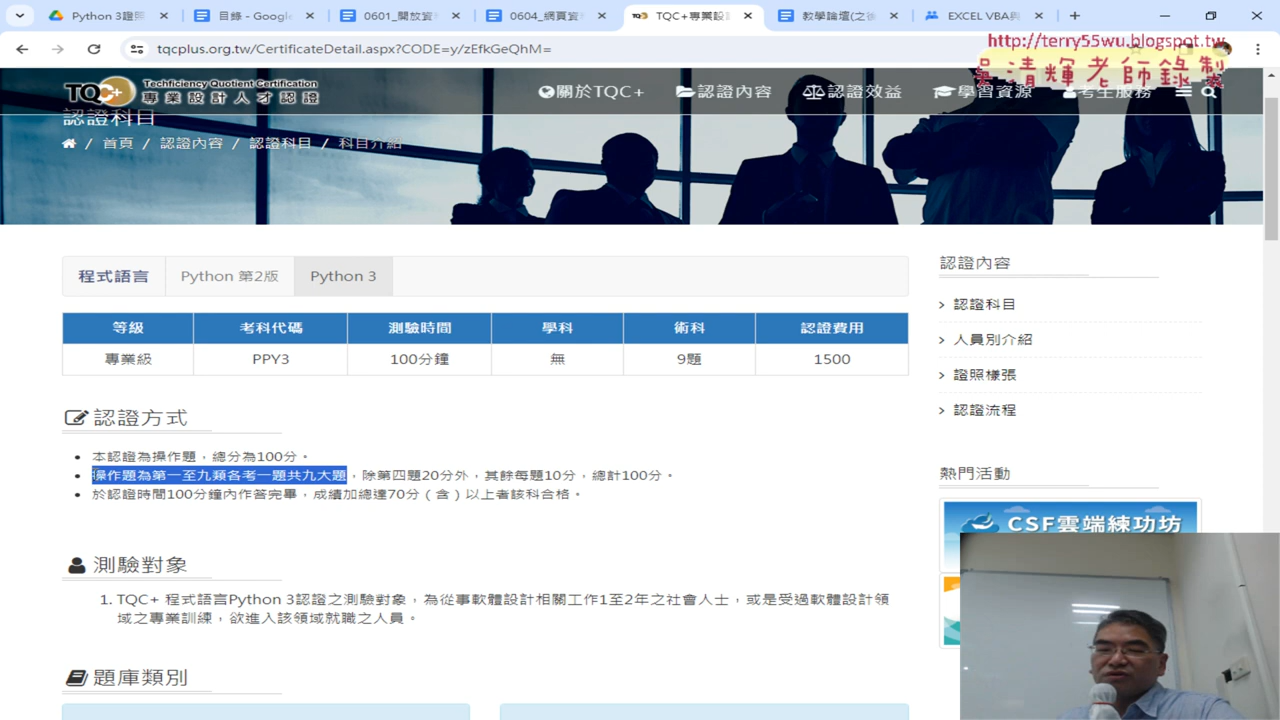 Python 3證照
目錄 - Google
0601_開放資
0604_網頁資
TQC+專業設
教學論壇(之後
EXCEL VBA與
tqcplus.org.tw/CertificateDetail.aspx?CODE=y/zEfkGeQhM=
http://terry55wu.blogspot.tw
吳清輝老師錄製
TQC+
Techficiency Quotient Certification
專業設計人才認證
關於TQC+
認證內容
認證效益
學習資源
考生服務
認證科目
/ 首頁 / 認證內容 / 認證科目 / 科目介紹
程式語言
Python 第2版
Python 3
等級 考科代碼 測驗時間 學科 術科 認證費用
專業級 PPY3 100分鐘 無 9題 1500
認證方式
本認證為操作題，總分為100分。
操作題為第一至九類各考一題共九大題，除第四題20分外，其餘每題10分，總計100分。
於認證時間100分鐘內作答完畢，成績加總達70分（含）以上者該科合格。
測驗對象
1. TQC+ 程式語言Python 3認證之測驗對象，為從事軟體設計相關工作1至2年之社會人士，或是受過軟體設計領
域之專業訓練，欲進入該領域就職之人員。
題庫類別
認證內容
認證科目
人員別介紹
證照樣張
認證流程
熱門活動
CSF雲端練功坊